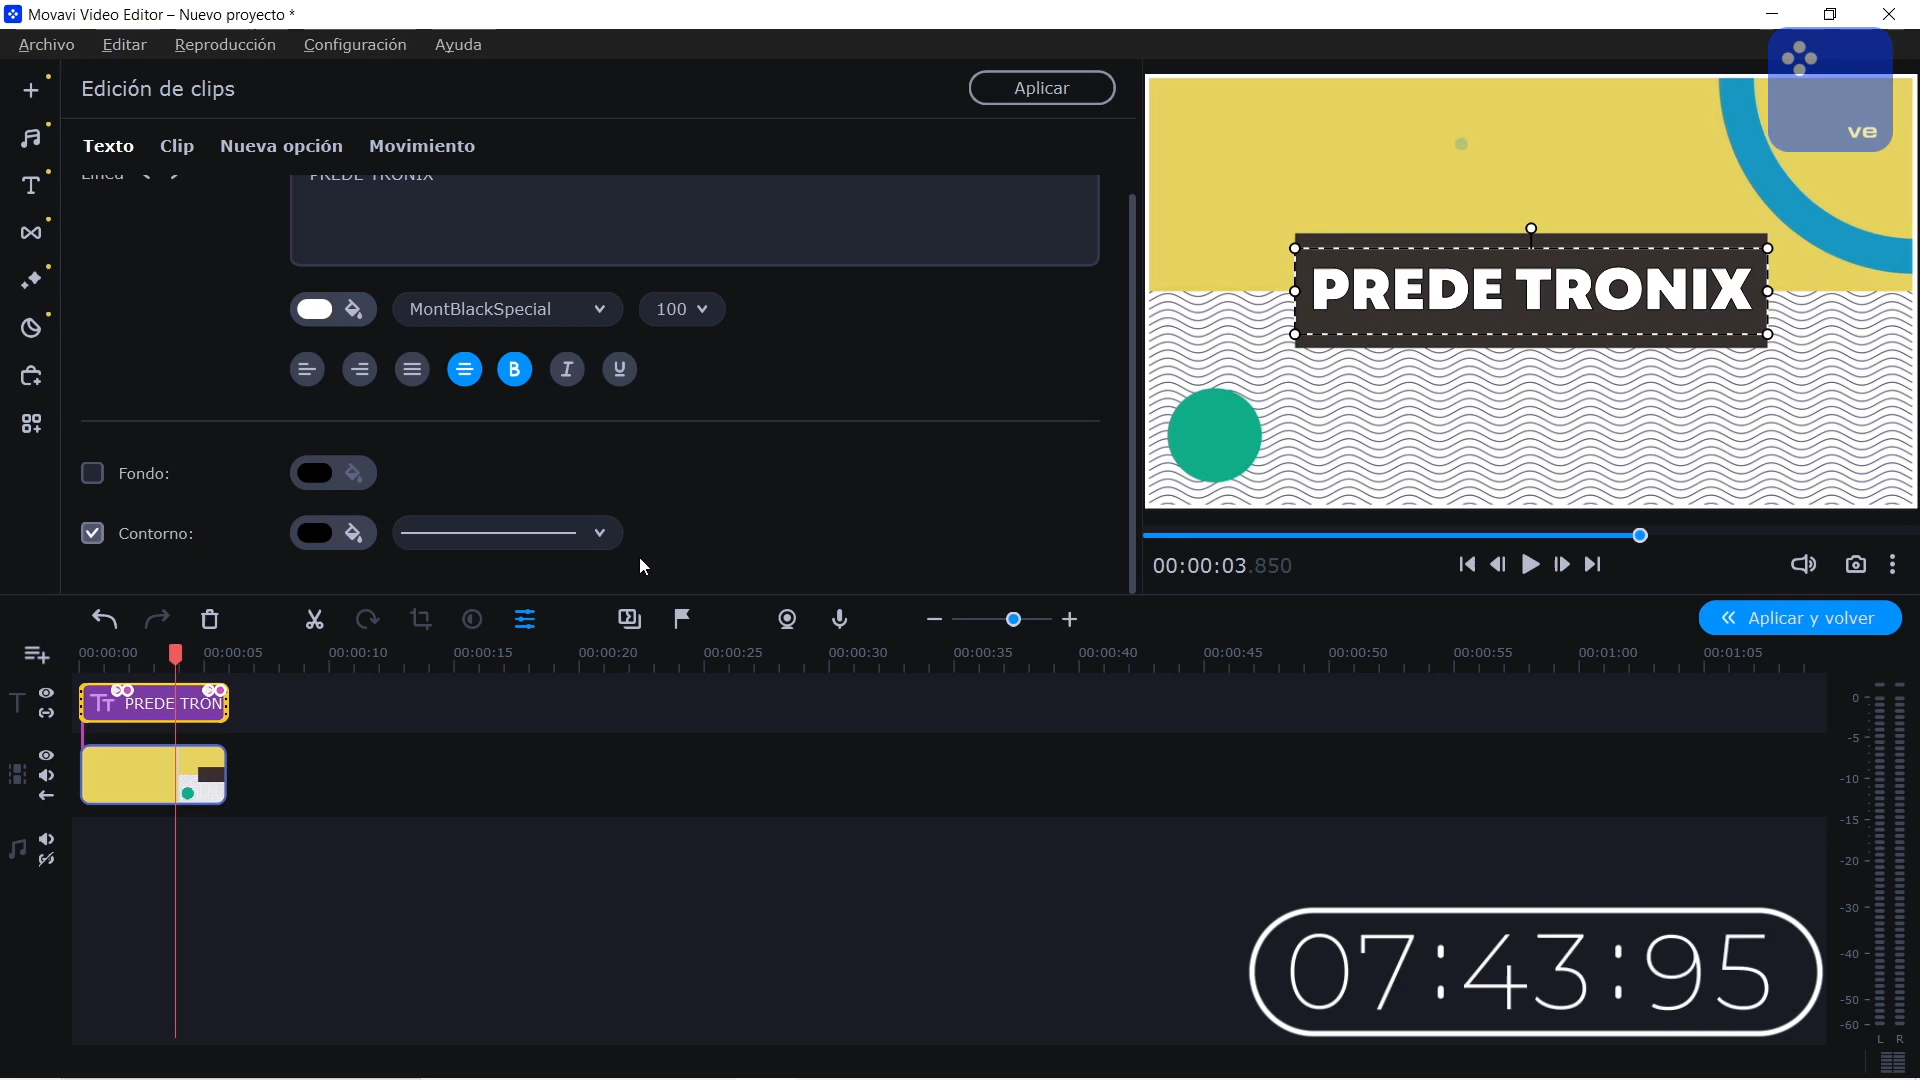 Movavi Video Editor – Nuevo proyecto *
Archivo Editar Reproducción Configuración Ayuda
Edición de clips
Aplicar
Texto Clip Nueva opción Movimiento
Línea
PREDE TRONIX
MontBlackSpecial
100
B I U
Fondo:
Contorno:
ve
PREDE TRONIX
00:00:03.850
Aplicar y volver
00:00:00 00:00:05 00:00:10 00:00:15 00:00:20 00:00:25 00:00:30 00:00:35 00:00:40 00:00:45 00:00:50 00:00:55 00:01:00 00:01:05
PREDE TRON
0
-5
-10
-15
-20
-30
-40
-50
-60
L R
07:43:95